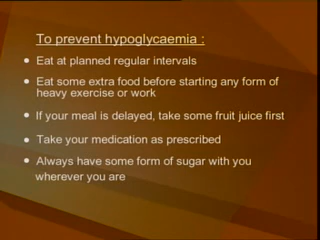 To prevent hypoglycaemia :
• Eat at planned regular intervals
• Eat some extra food before starting any form of
heavy exercise or work
• If your meal is delayed, take some fruit juice first
• Take your medication as prescribed
• Always have some form of sugar with you
wherever you are